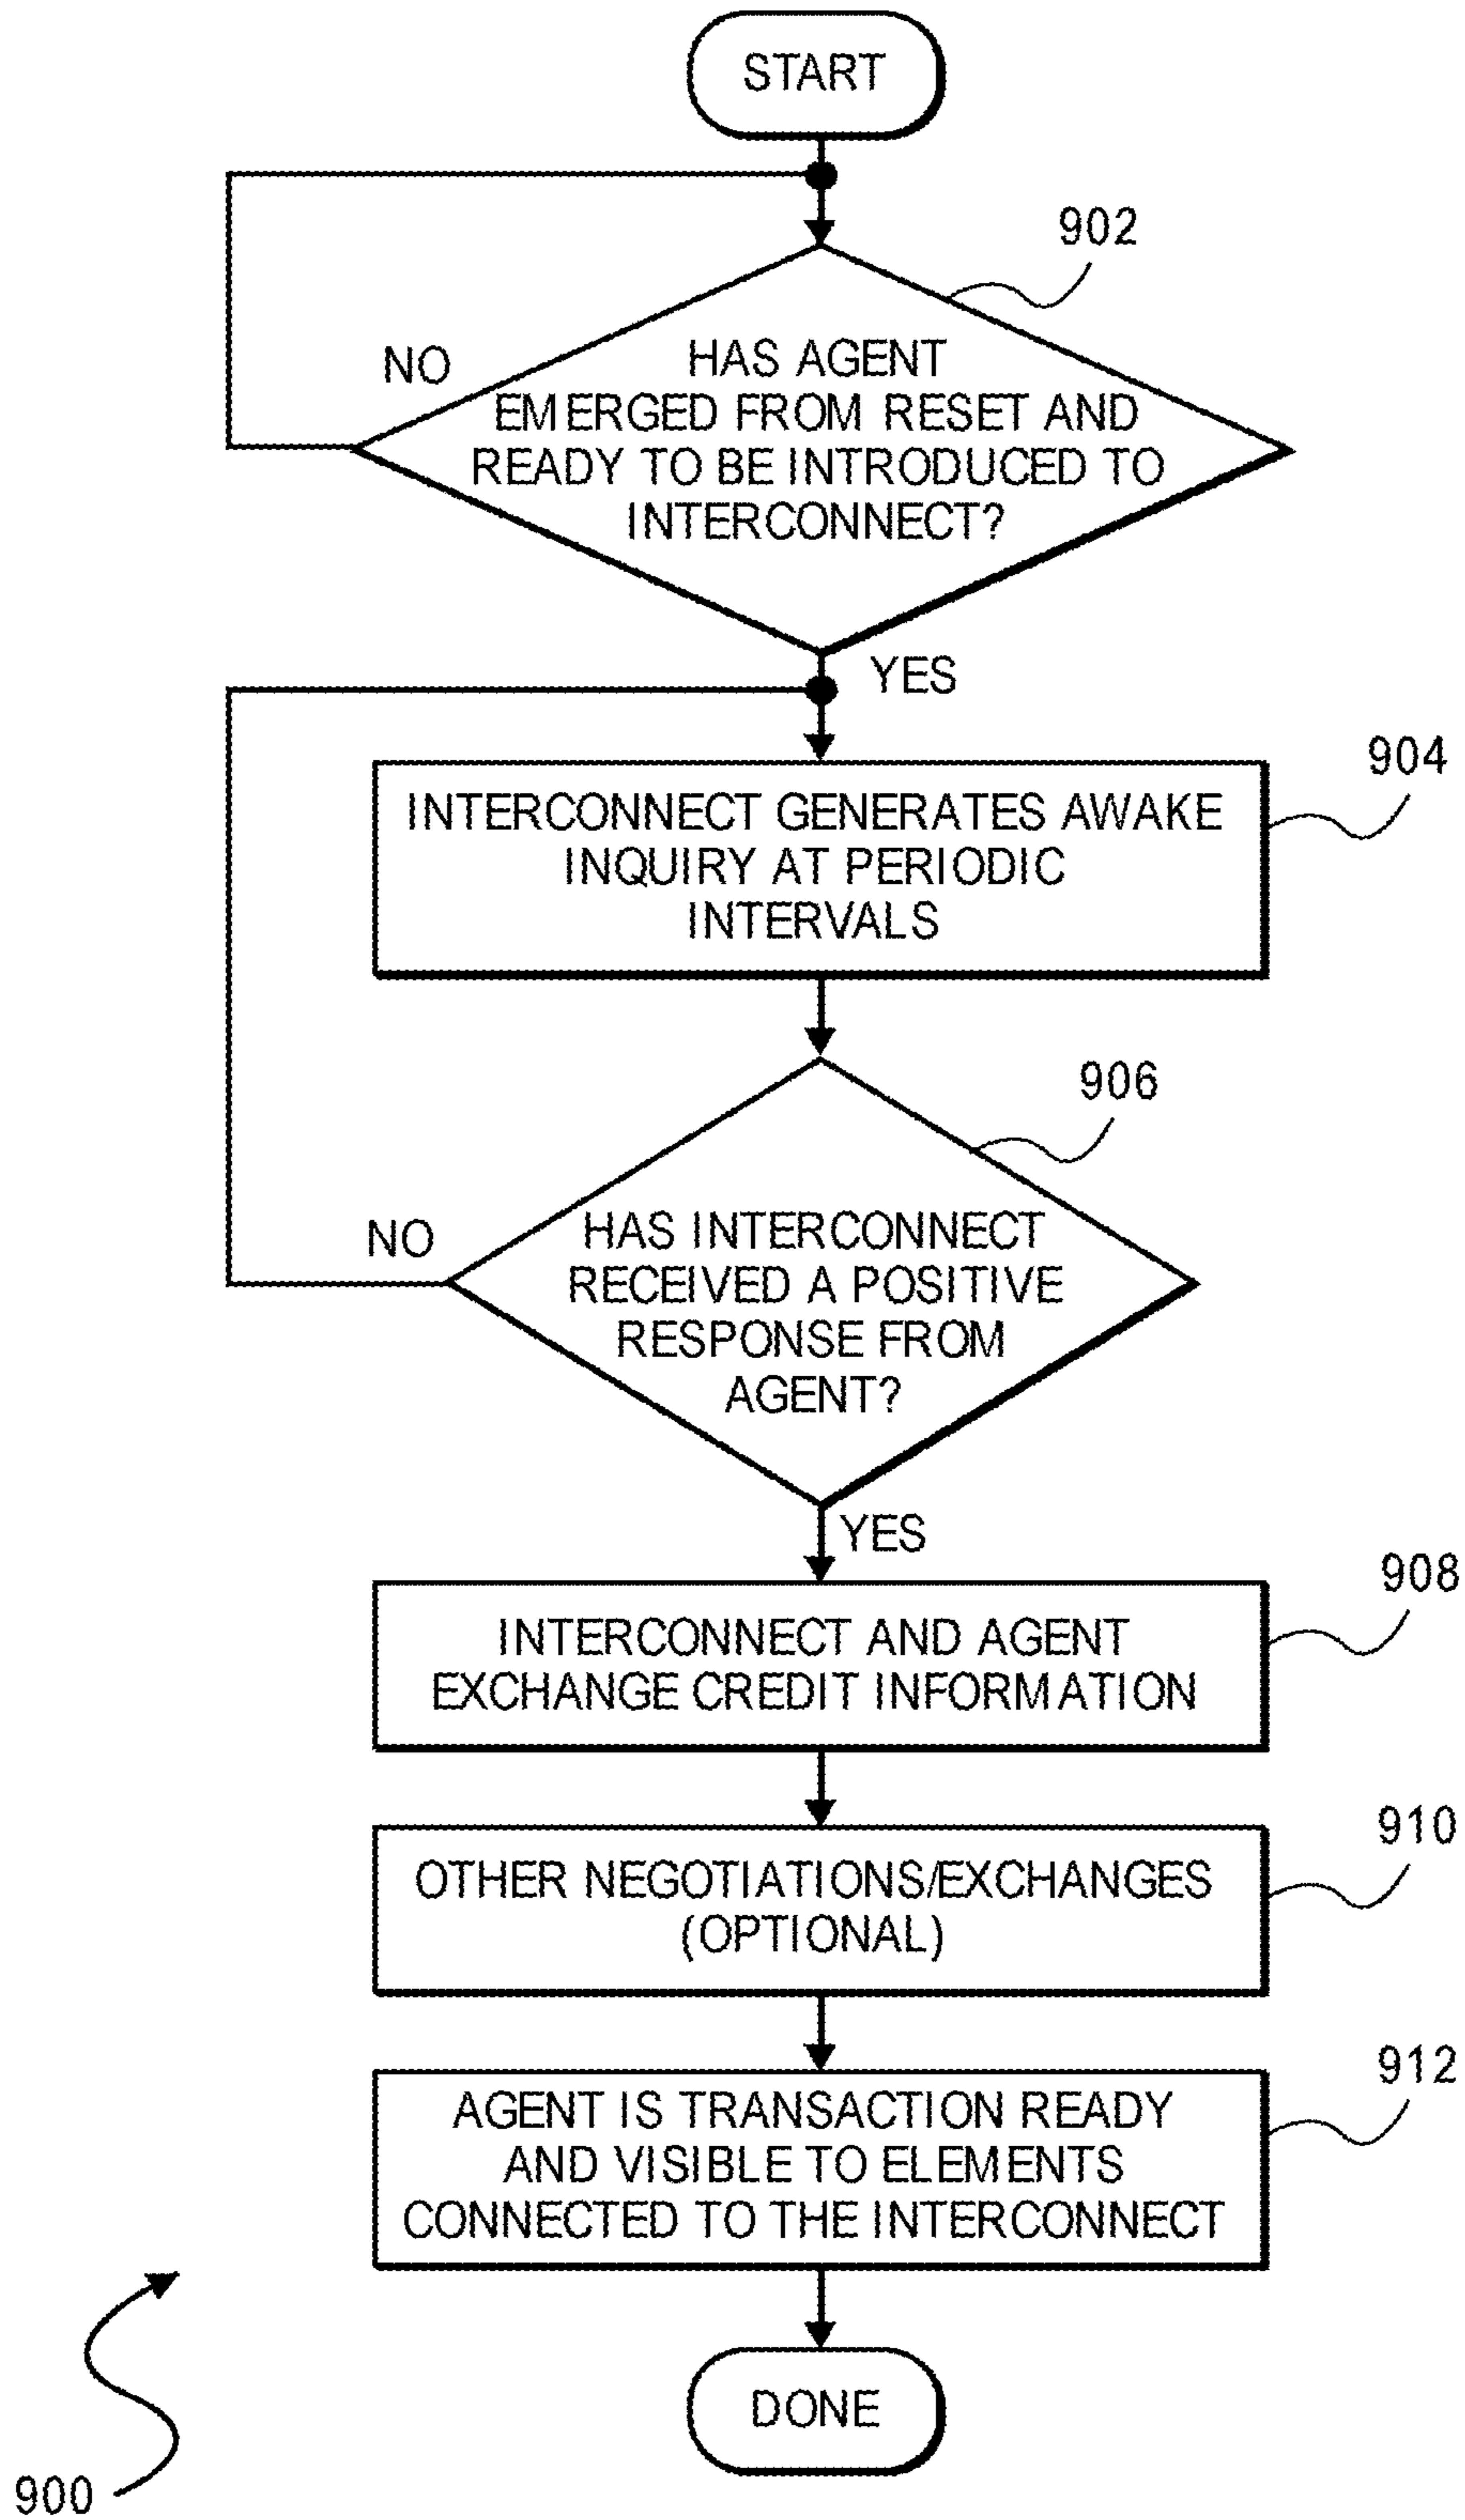 START
902
NO
HAS AGENT
EMERGED FROM RESET AND
READY TO BE INTRODUCED TO
INTERCONNECT?
YES
904
INTERCONNECT GENERATES AWAKE
INQUIRY AT PERIODIC
INTERVALS
906
NO
HAS INTERCONNECT
RECEIVED A POSITIVE
RESPONSE FROM
AGENT?
YES
908
INTERCONNECT AND AGENT
EXCHANGE CREDIT INFORMATION
910
OTHER NEGOTIATIONS/EXCHANGES
(OPTIONAL)
912
AGENT IS TRANSACTION READY
AND VISIBLE TO ELEMENTS
CONNECTED TO THE INTERCONNECT
DONE
900